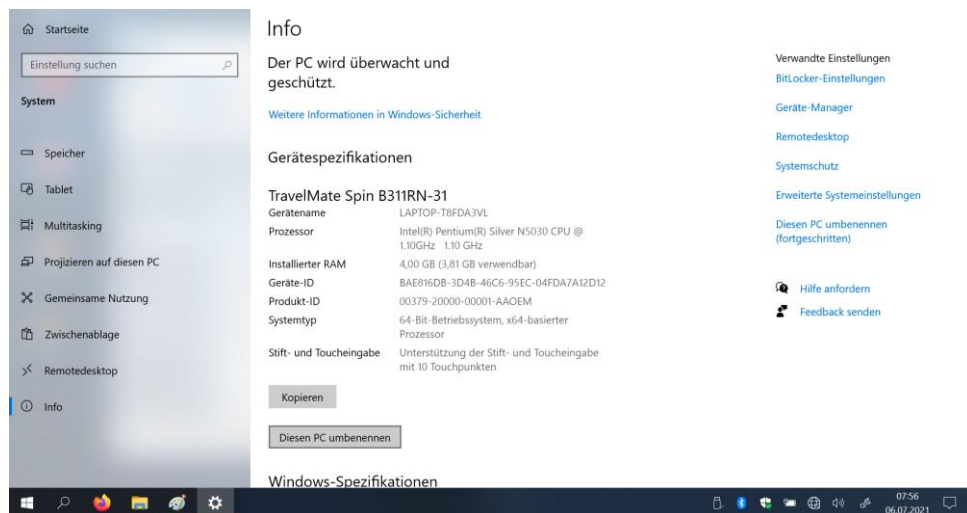 Startseite
Einstellung suchen
System
Speicher
Tablet
Multitasking
Projizieren auf diesen PC
Gemeinsame Nutzung
Zwischenablage
Remotedesktop
Info
Info
Der PC wird überwacht und
geschützt.
Weitere Informationen in Windows-Sicherheit
Gerätespezifikationen
TravelMate Spin B311RN-31
Gerätename LAPTOP-T8FDA3VL
Prozessor Intel(R) Pentium(R) Silver N5030 CPU @
1.10GHz 1.10 GHz
Installierter RAM 4,00 GB (3,81 GB verwendbar)
Geräte-ID BAE816DB-3D4B-46C6-95EC-04FDA7A12D12
Produkt-ID 00379-20000-00001-AAOEM
Systemtyp 64-Bit-Betriebssystem, x64-basierter
Prozessor
Stift- und Toucheingabe Unterstützung der Stift- und Toucheingabe
mit 10 Touchpunkten
Kopieren
Diesen PC umbenennen
Windows-Spezifikationen
Verwandte Einstellungen
BitLocker-Einstellungen
Geräte-Manager
Remotedesktop
Systemschutz
Erweiterte Systemeinstellungen
Diesen PC umbenennen
(fortgeschritten)
Hilfe anfordern
Feedback senden
07:56
06.07.2021